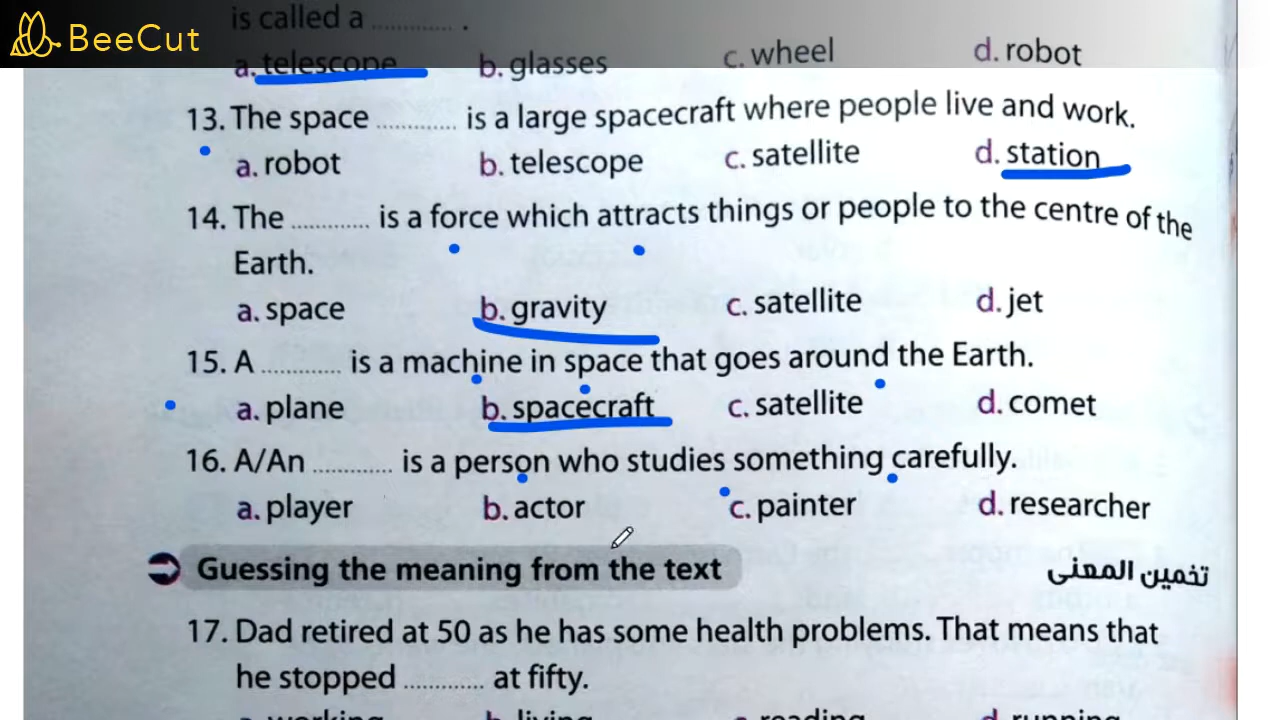 BeeCut
is called a ............ .
a. telescope b. glasses c. wheel d. robot
13. The space ............ is a large spacecraft where people live and work.
a. robot b. telescope c. satellite d. station
14. The ............ is a force which attracts things or people to the centre of the
Earth.
a. space b. gravity c. satellite d. jet
15. A ............ is a machine in space that goes around the Earth.
a. plane b. spacecraft c. satellite d. comet
16. A/An ............ is a person who studies something carefully.
a. player b. actor c. painter d. researcher
Guessing the meaning from the text تخمين المعنى
17. Dad retired at 50 as he has some health problems. That means that
he stopped ............ at fifty.
a. working b. living c. reading d. running